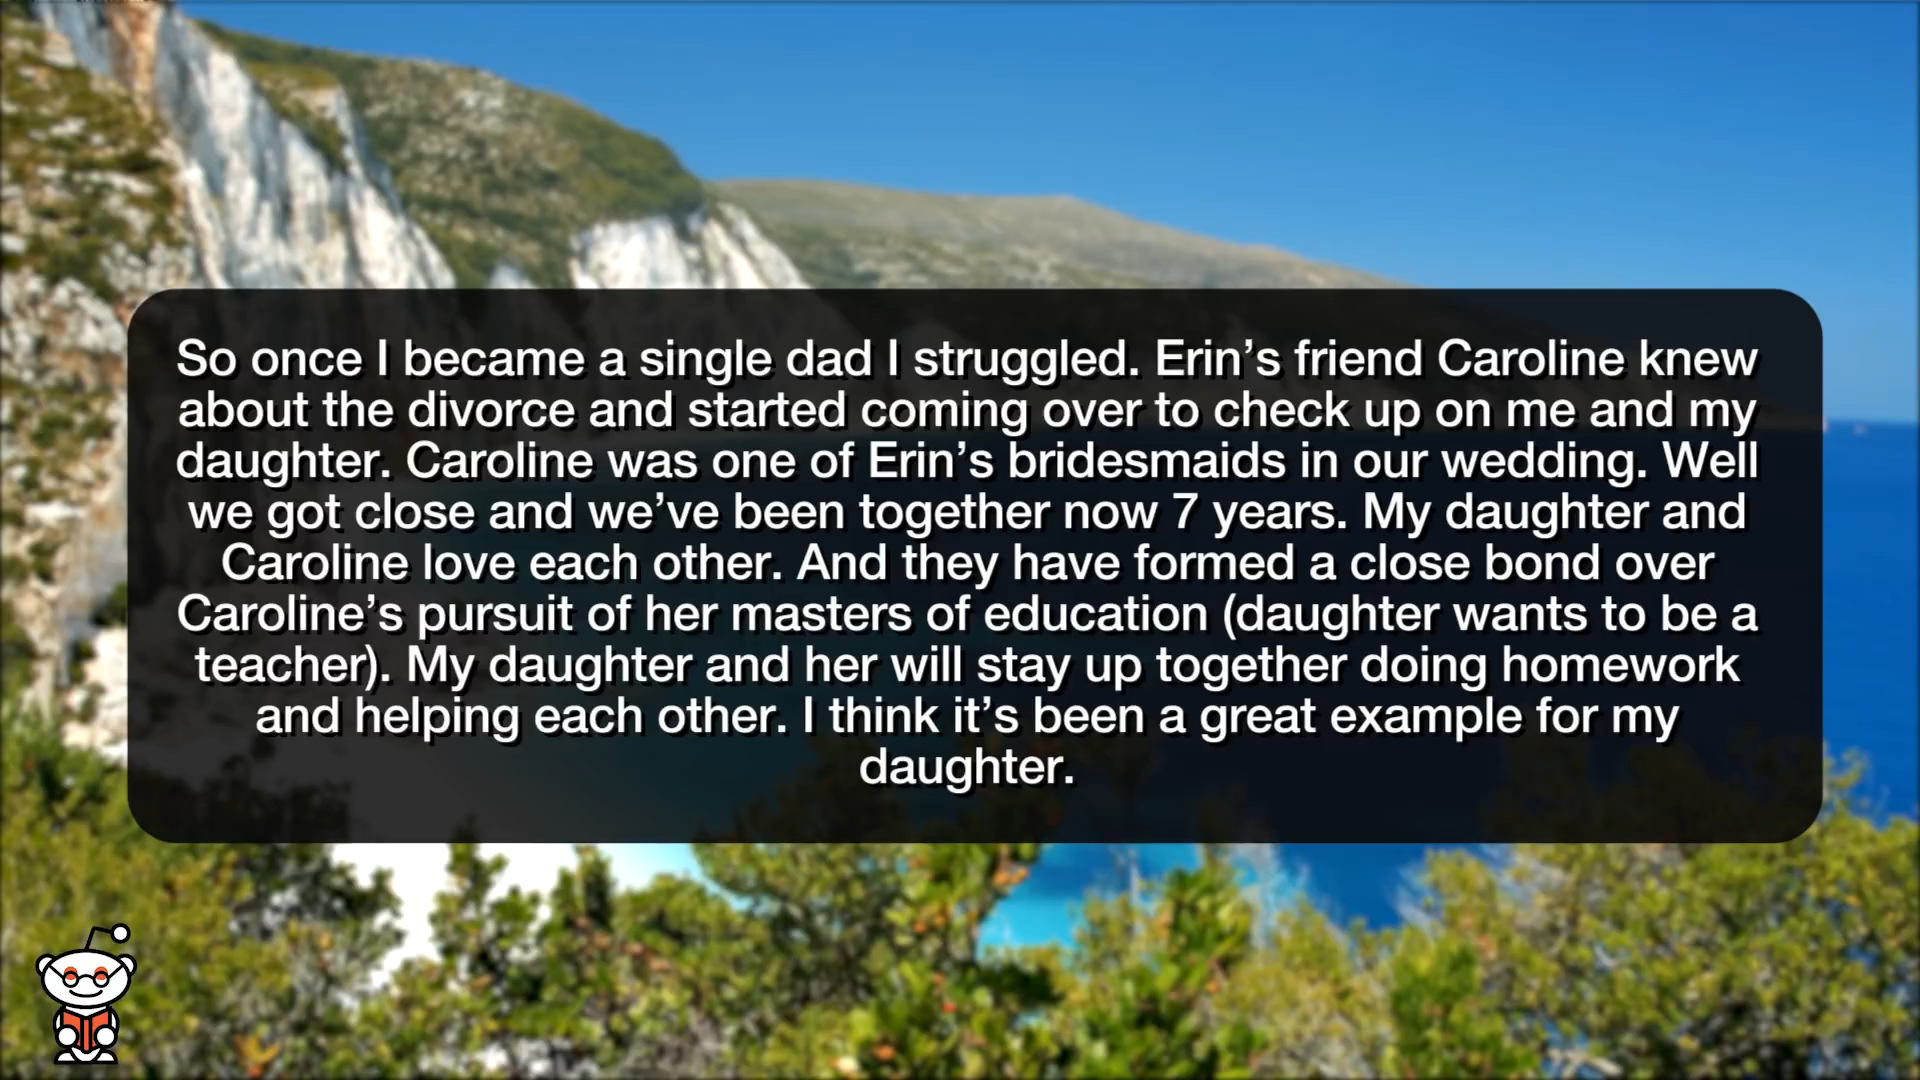 So once I became a single dad I struggled. Erin’s friend Caroline knew
about the divorce and started coming over to check up on me and my
daughter. Caroline was one of Erin’s bridesmaids in our wedding. Well
we got close and we’ve been together now 7 years. My daughter and
Caroline love each other. And they have formed a close bond over
Caroline’s pursuit of her masters of education (daughter wants to be a
teacher). My daughter and her will stay up together doing homework
and helping each other. I think it’s been a great example for my
daughter.